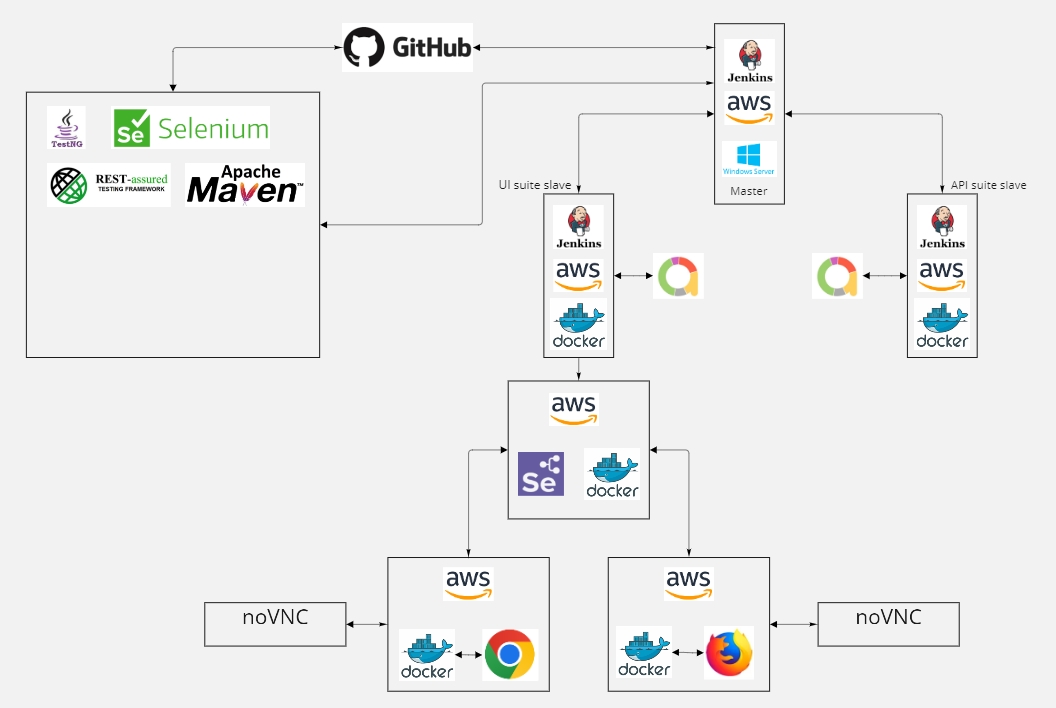 GitHub
Jenkins
aws
Windows Server
Master
TestNG
Selenium
Se
REST-assured
TESTING FRAMEWORK
Apache
Maven™
UI suite slave
Jenkins
aws
docker
API suite slave
Jenkins
aws
docker
aws
Se
docker
aws
docker
noVNC
aws
docker
noVNC